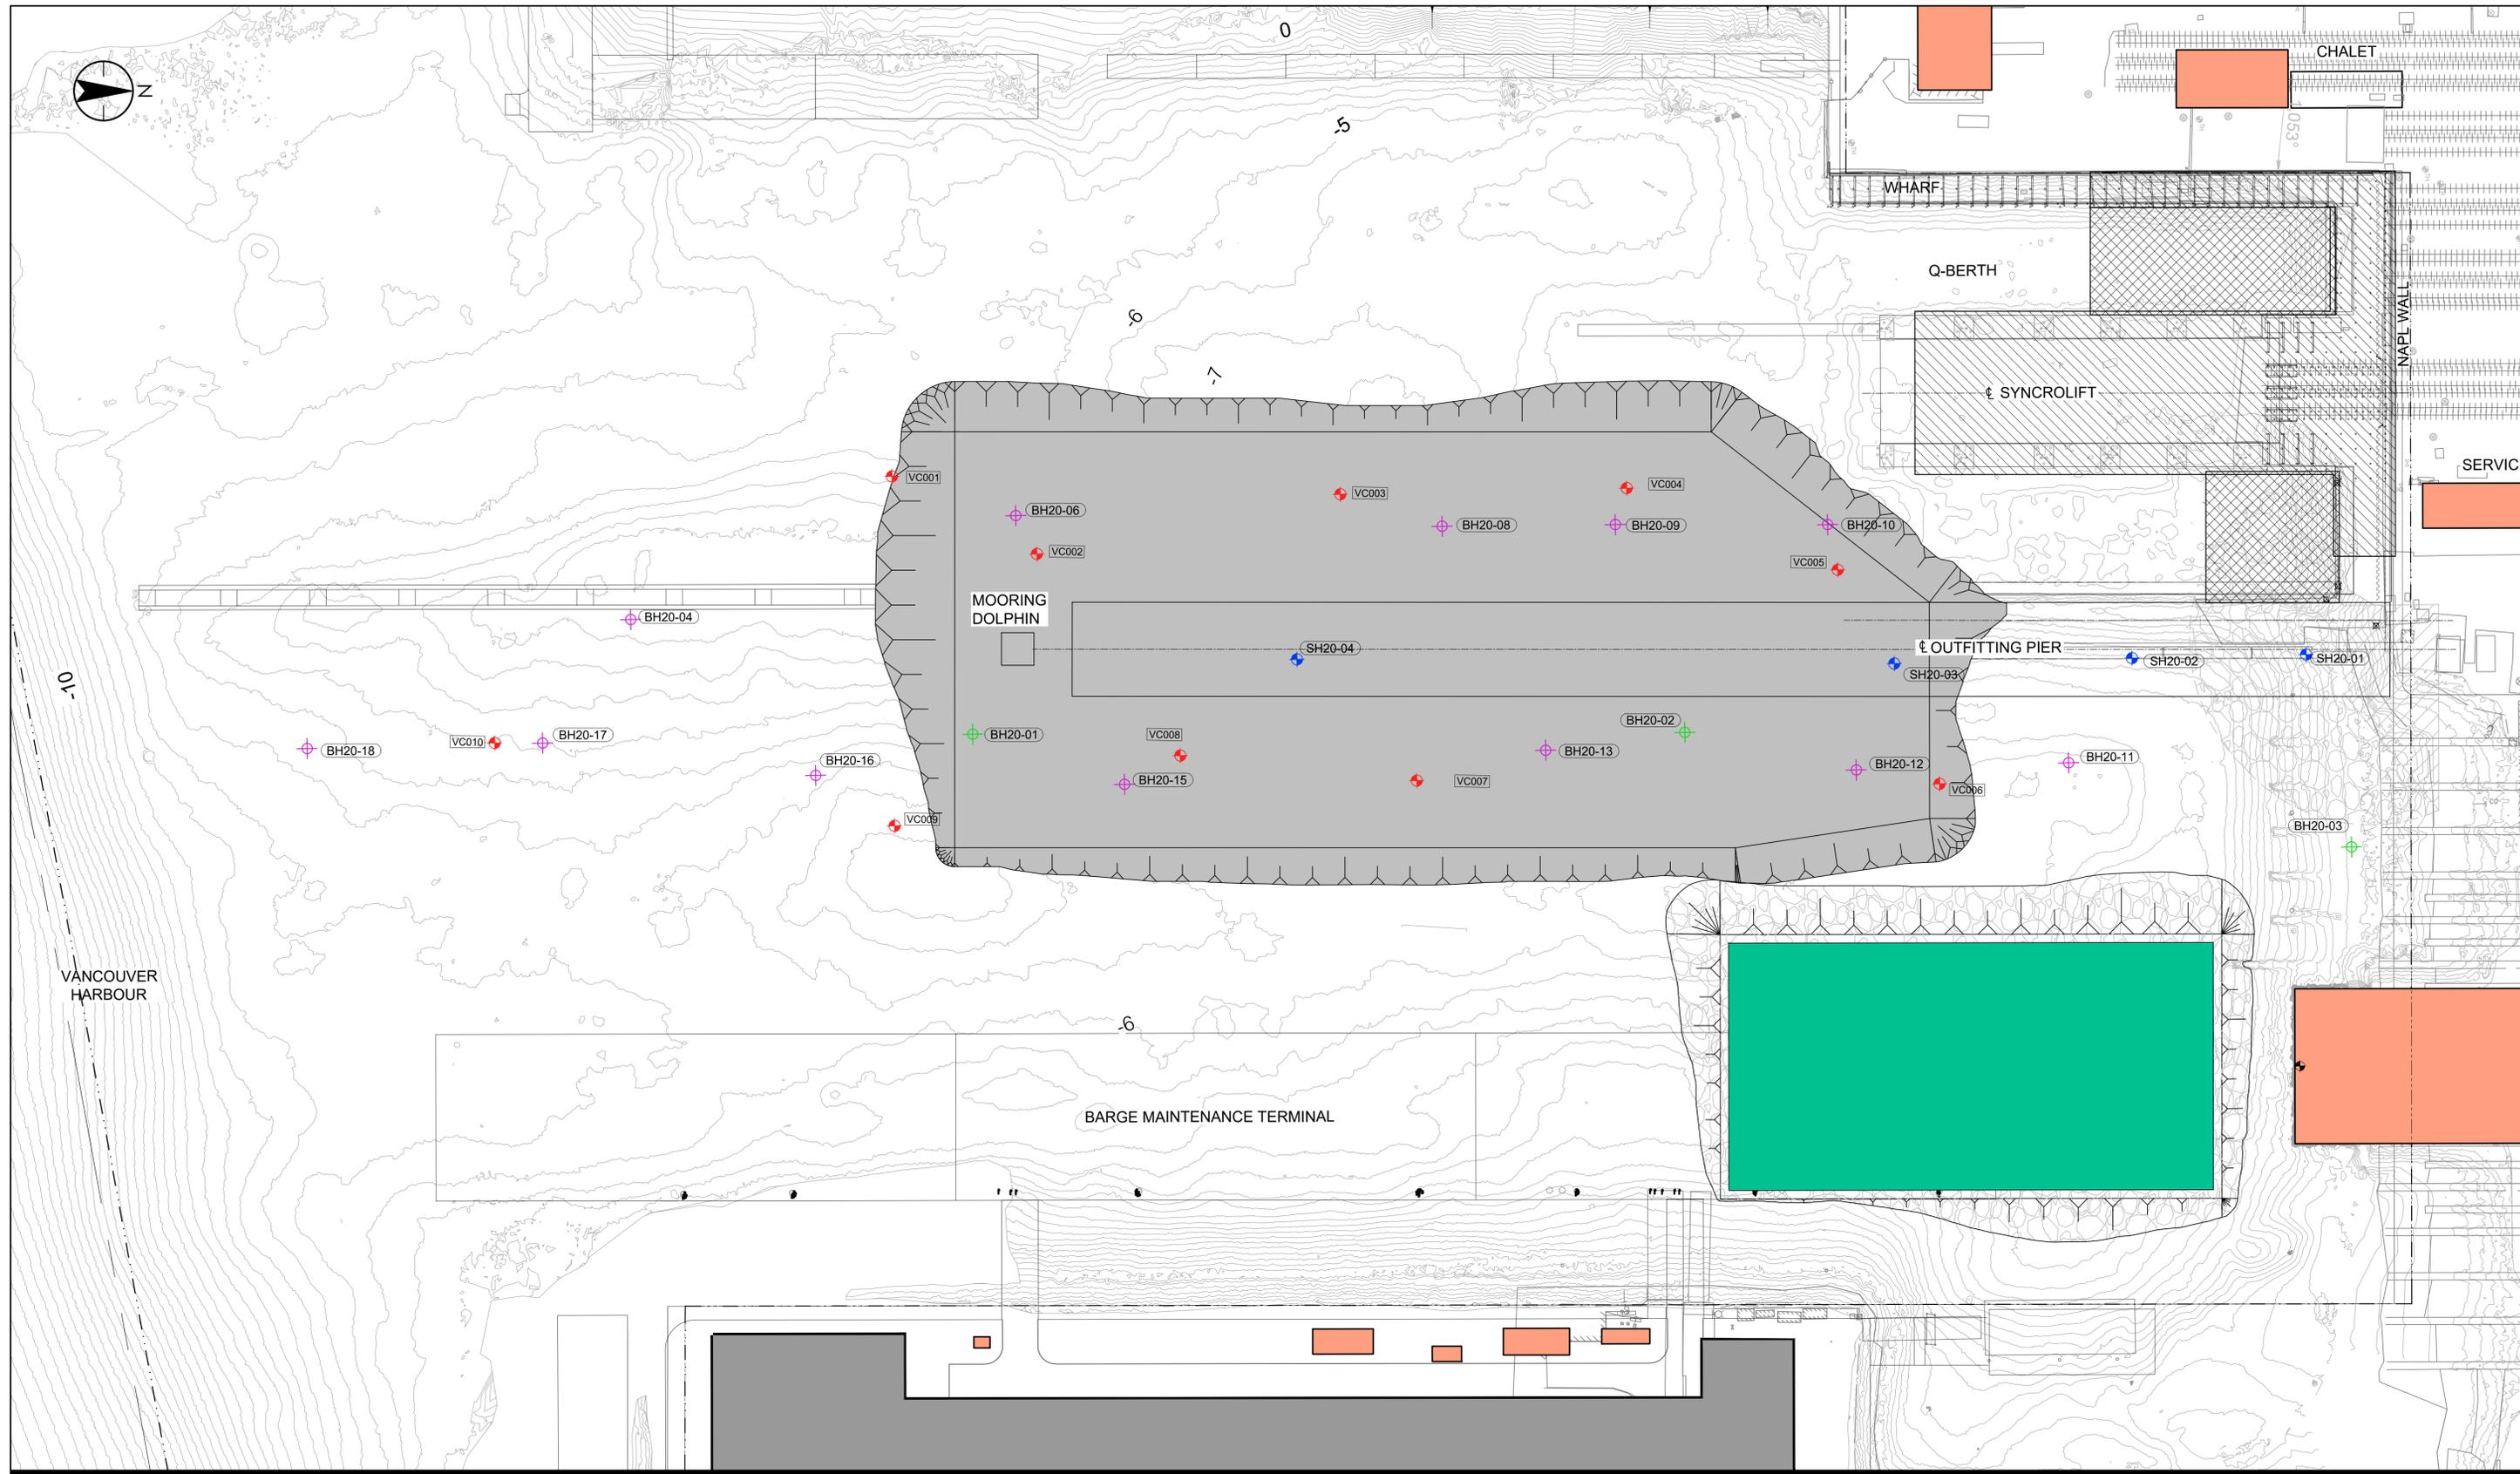 0
CHALET
N
-5
053°
WHARF
Q-BERTH
-6
NAPL WALL
-7
℄ SYNCROLIFT
SERVIC
VC001
VC003
VC004
BH20-06
BH20-08
BH20-09
BH20-10
VC002
VC005
MOORING
DOLPHIN
BH20-04
SH20-04
℄ OUTFITTING PIER
SH20-02
SH20-01
SH20-03
-10
BH20-01
VC008
BH20-02
BH20-18
VC010
BH20-17
BH20-16
BH20-15
VC007
BH20-13
BH20-12
BH20-11
VC006
VC009
BH20-03
VANCOUVER
HARBOUR
-6
BARGE MAINTENANCE TERMINAL